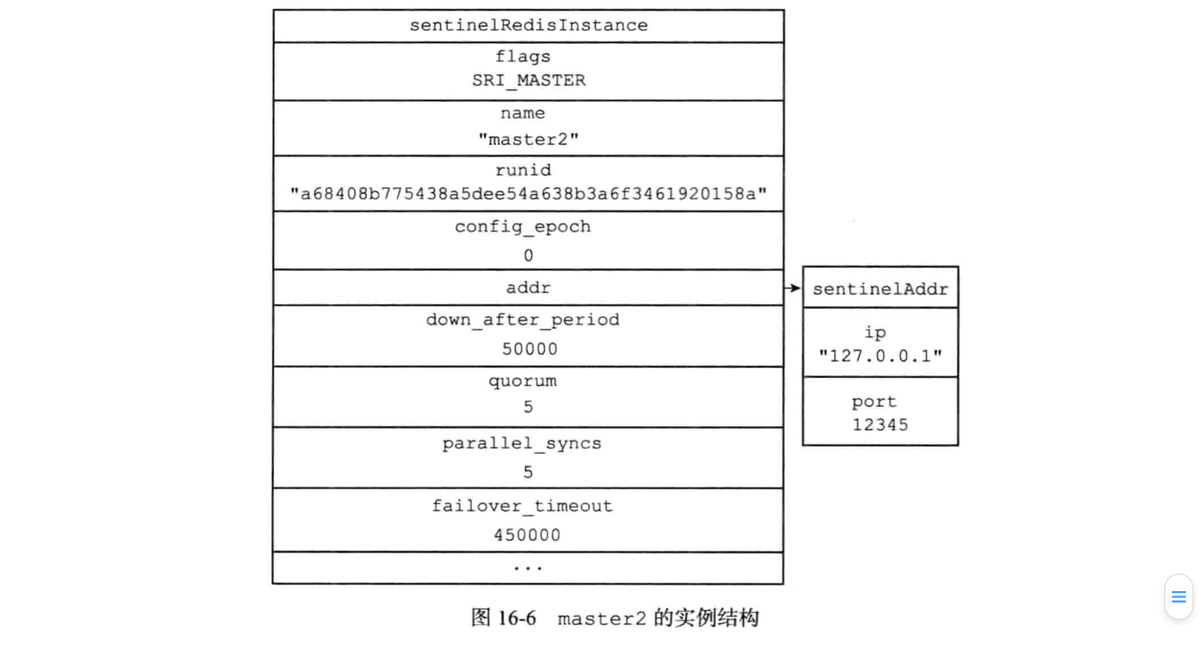 sentinelRedisInstance
flags
SRI_MASTER
name
"master2"
runid
"a68408b775438a5dee54a638b3a6f3461920158a"
config_epoch
0
addr
down_after_period
50000
quorum
5
parallel_syncs
5
failover_timeout
450000
...
sentinelAddr
ip
"127.0.0.1"
port
12345
图 16-6 master2 的实例结构